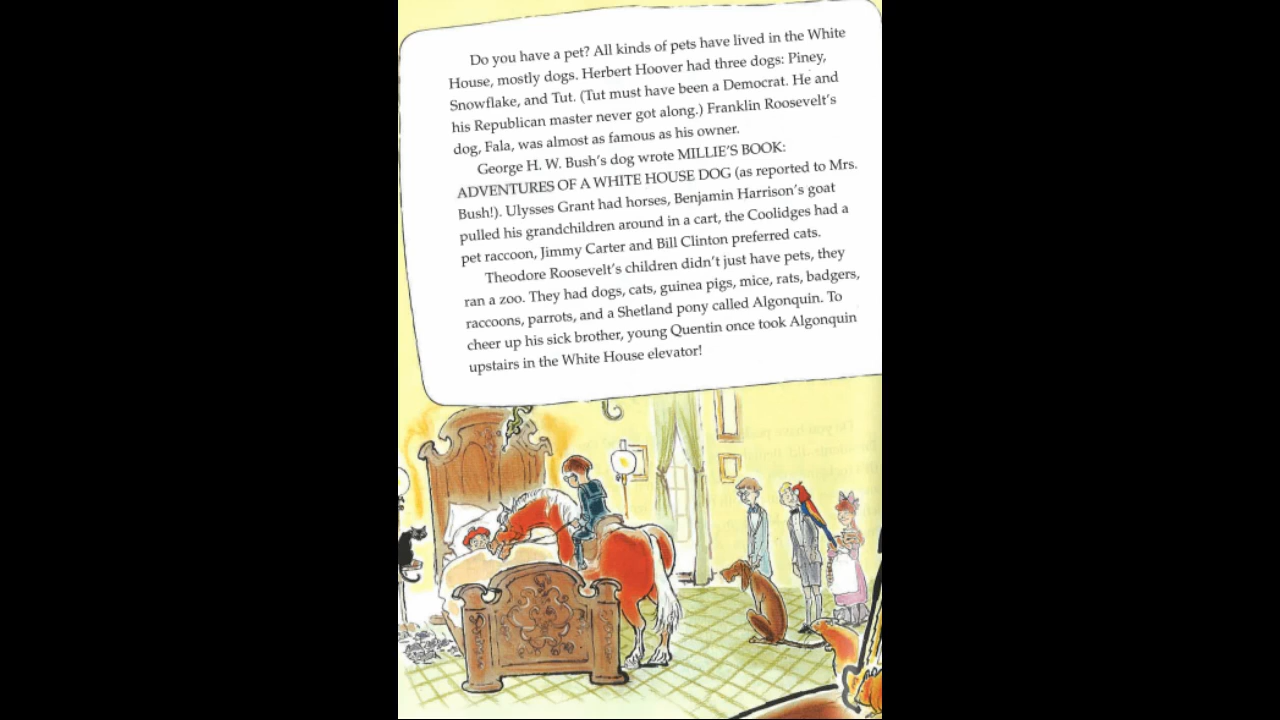 Do you have a pet? All kinds of pets have lived in the White
House, mostly dogs. Herbert Hoover had three dogs: Piney,
Snowflake, and Tut. (Tut must have been a Democrat. He and
his Republican master never got along.) Franklin Roosevelt's
dog, Fala, was almost as famous as his owner.
George H. W. Bush's dog wrote MILLIE'S BOOK:
ADVENTURES OF A WHITE HOUSE DOG (as reported to Mrs.
Bush!). Ulysses Grant had horses, Benjamin Harrison's goat
pulled his grandchildren around in a cart, the Coolidges had a
pet raccoon, Jimmy Carter and Bill Clinton preferred cats.
Theodore Roosevelt's children didn't just have pets, they
ran a zoo. They had dogs, cats, guinea pigs, mice, rats, badgers,
raccoons, parrots, and a Shetland pony called Algonquin. To
cheer up his sick brother, young Quentin once took Algonquin
upstairs in the White House elevator!